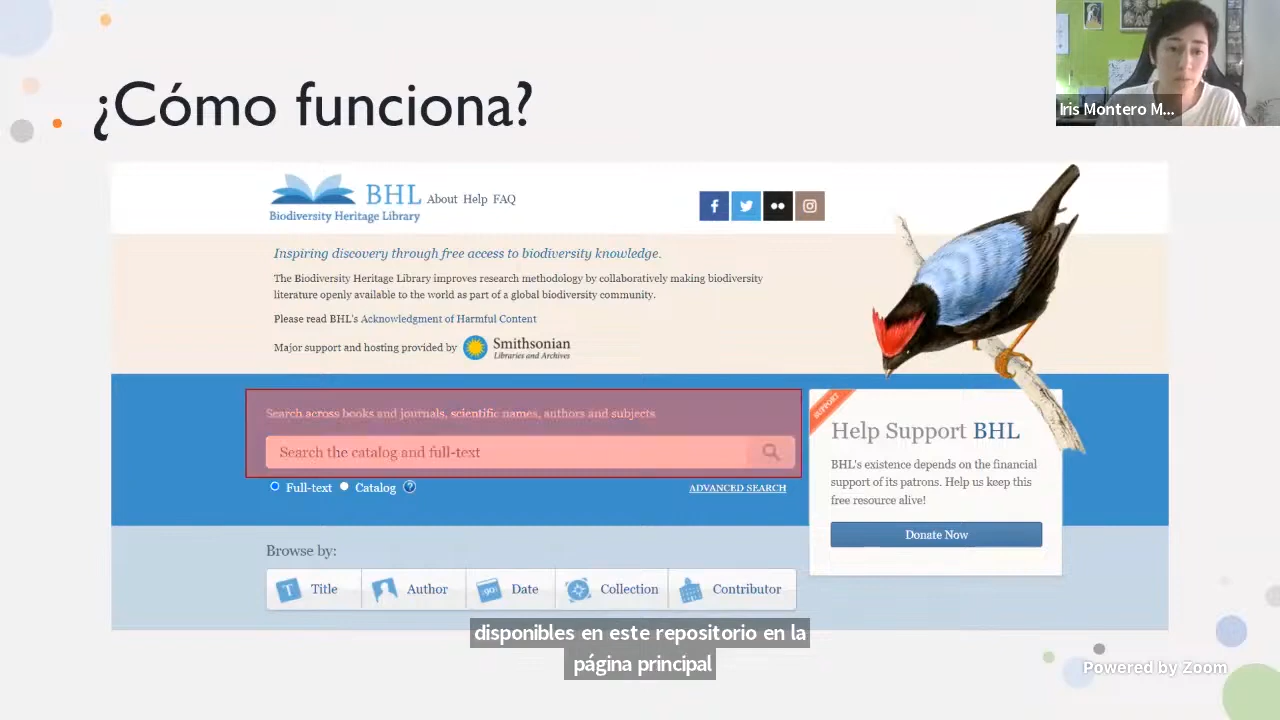 ¿Cómo funciona?
Iris Montero M...
BHL
Biodiversity Heritage Library
About Help FAQ
Inspiring discovery through free access to biodiversity knowledge.
The Biodiversity Heritage Library improves research methodology by collaboratively making biodiversity
literature openly available to the world as part of a global biodiversity community.
Please read BHL's Acknowledgment of Harmful Content
Major support and hosting provided by
Smithsonian
Libraries and Archives
Search across books and journals, scientific names, authors and subjects
Search the catalog and full-text
Full-text Catalog ?
ADVANCED SEARCH
SUPPORT
Help Support BHL
BHL's existence depends on the financial
support of its patrons. Help us keep this
free resource alive!
Donate Now
Browse by:
Title Author Date Collection Contributor
disponibles en este repositorio en la
página principal
Powered by Zoom